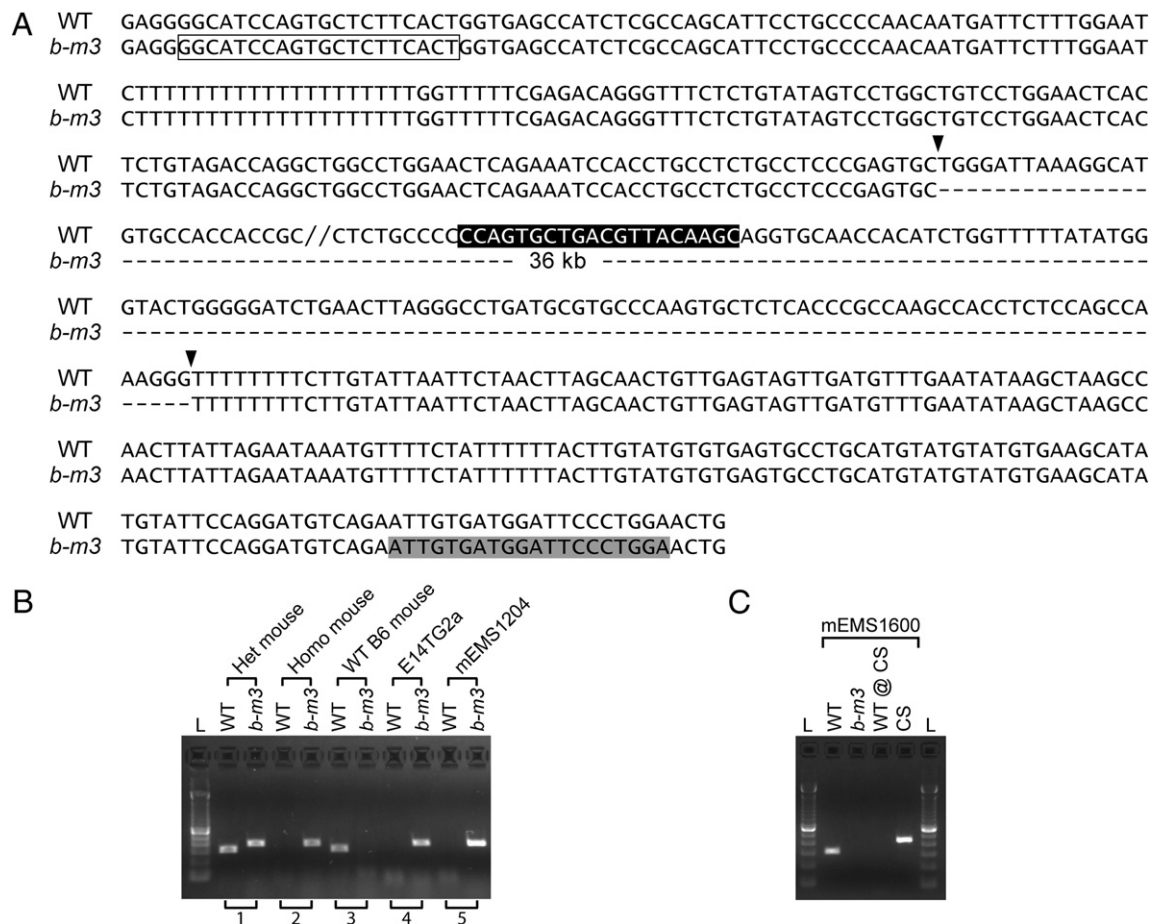 A
WT GAGGGGCATCCAGTGCTCTTCACTGGTGAGCCATCTCGCCAGCATTCCTGCCCCAACAATGATTCTTTGGAAT
b-m3 GAGGGGCATCCAGTGCTCTTCACTGGTGAGCCATCTCGCCAGCATTCCTGCCCCAACAATGATTCTTTGGAAT
WT CTTTTTTTTTTTTTTTTTTTTTGGTTTTTCGAGACAGGGTTTCTCTGTATAGTCCTGGCTGTCCTGGAACTCAC
b-m3 CTTTTTTTTTTTTTTTTTTTTTGGTTTTTCGAGACAGGGTTTCTCTGTATAGTCCTGGCTGTCCTGGAACTCAC
WT TCTGTAGACCAGGCTGGCCTGGAACTCAGAAATCCACCTGCCTCTGCCTCCCGAGTGCTGGGATTAAAGGCAT
b-m3 TCTGTAGACCAGGCTGGCCTGGAACTCAGAAATCCACCTGCCTCTGCCTCCCGAGTGC---------------
WT GTGCCACCACCGC//CTCTGCCCCCCAGTGCTGACGTTACAAGCAGGTGCAACCACATCTGGTTTTTATATGG
b-m3 ---------------------------- 36 kb ---------------------------------------
WT GTACTGGGGGATCTGAACTTAGGGCCTGATGCGTGCCCAAGTGCTCTCACCCGCCAAGCCACCTCTCCAGCCA
b-m3 -------------------------------------------------------------------------
WT AAGGGTTTTTTTTCTTGTATTAATTCTAACTTAGCAACTGTTGAGTAGTTGATGTTTGAATATAAGCTAAGCC
b-m3 -----TTTTTTTTCTTGTATTAATTCTAACTTAGCAACTGTTGAGTAGTTGATGTTTGAATATAAGCTAAGCC
WT AACTTATTAGAATAAATGTTTTCTATTTTTTTACTTGTATGTGTGAGTGCCTGCATGTATGTATGTGAAGCATA
b-m3 AACTTATTAGAATAAATGTTTTCTATTTTTTTACTTGTATGTGTGAGTGCCTGCATGTATGTATGTGAAGCATA
WT TGTATTCCAGGATGTCAGAATTGTGATGGATTCCCTGGAACTG
b-m3 TGTATTCCAGGATGTCAGAATTGTGATGGATTCCCTGGAACTG
B
Het mouse Homo mouse WT B6 mouse E14TG2a mEMS1204
L WT b-m3 WT b-m3 WT b-m3 WT b-m3 WT b-m3
1 2 3 4 5
C
mEMS1600
L WT b-m3 WT @ CS CS L